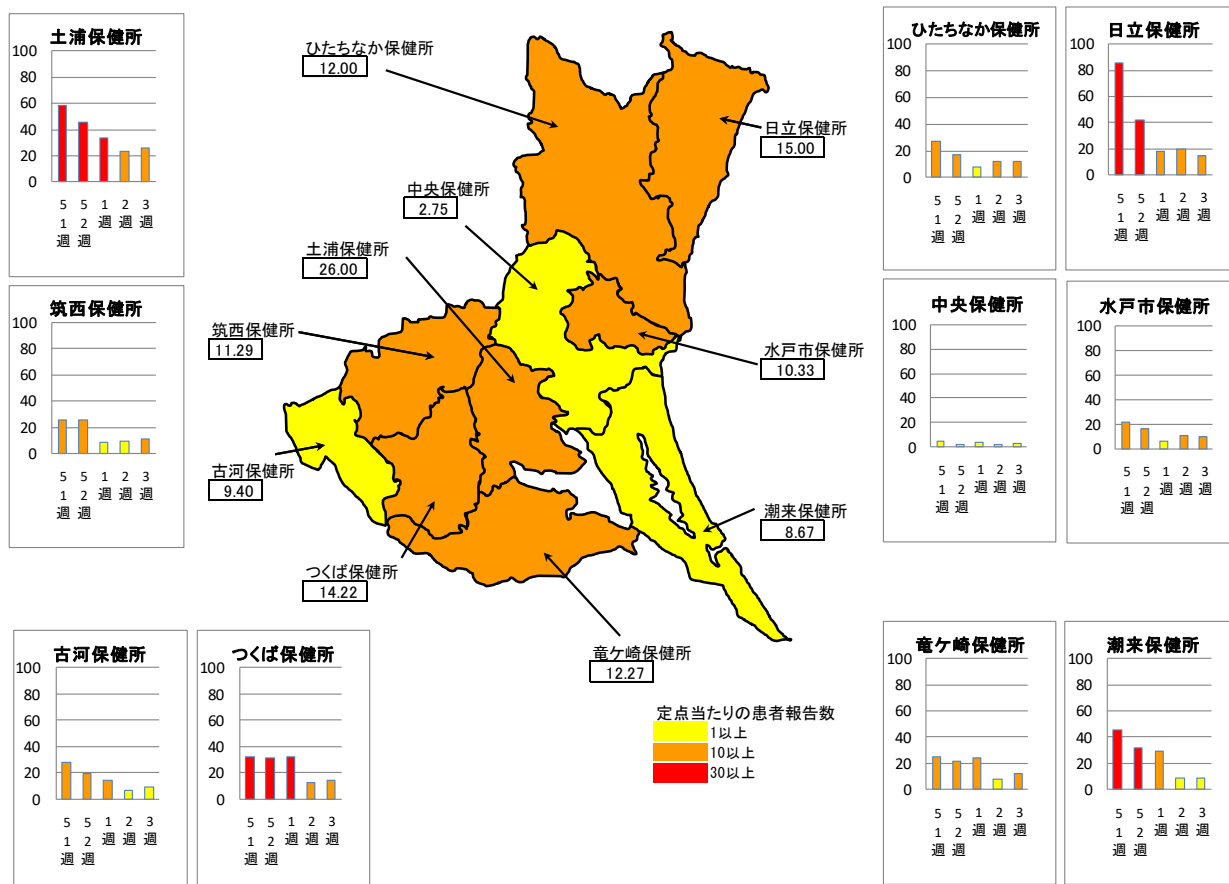 土浦保健所
100
80
60
40
20
0
51週
52週
1週
2週
3週
筑西保健所
100
80
60
40
20
0
51週
52週
1週
2週
3週
古河保健所
100
80
60
40
20
0
51週
52週
1週
2週
3週
つくば保健所
100
80
60
40
20
0
51週
52週
1週
2週
3週
ひたちなか保健所
12.00
日立保健所
15.00
中央保健所
2.75
土浦保健所
26.00
筑西保健所
11.29
水戸市保健所
10.33
古河保健所
9.40
潮来保健所
8.67
つくば保健所
14.22
竜ケ崎保健所
12.27
定点当たりの患者報告数
1以上
10以上
30以上
ひたちなか保健所
100
80
60
40
20
0
51週
52週
1週
2週
3週
日立保健所
100
80
60
40
20
0
51週
52週
1週
2週
3週
中央保健所
100
80
60
40
20
0
51週
52週
1週
2週
3週
水戸市保健所
100
80
60
40
20
0
51週
52週
1週
2週
3週
竜ケ崎保健所
100
80
60
40
20
0
51週
52週
1週
2週
3週
潮来保健所
100
80
60
40
20
0
51週
52週
1週
2週
3週